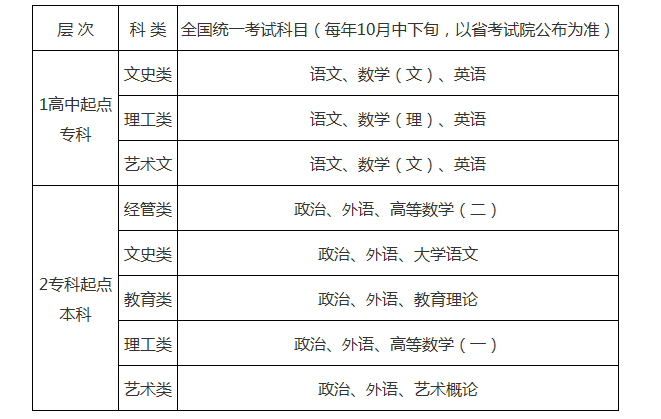 层 次 科 类 全国统一考试科目（每年10月中下旬，以省考试院公布为准）
1高中起点
专科
文史类 语文、数学（文）、英语
理工类 语文、数学（理）、英语
艺术文 语文、数学（文）、英语
2专科起点
本科
经管类 政治、外语、高等数学（二）
文史类 政治、外语、大学语文
教育类 政治、外语、教育理论
理工类 政治、外语、高等数学（一）
艺术类 政治、外语、艺术概论